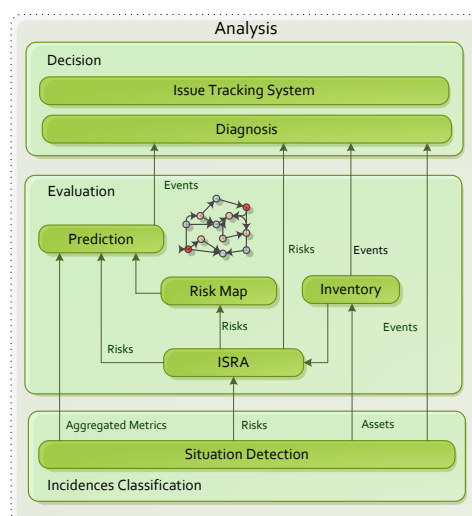 Analysis
Decision
Issue Tracking System
Diagnosis
Evaluation
Events
Prediction
Risks
Events
Risk Map
Inventory
Risks
Events
Risks
ISRA
Aggregated Metrics
Risks
Assets
Situation Detection
Incidences Classification